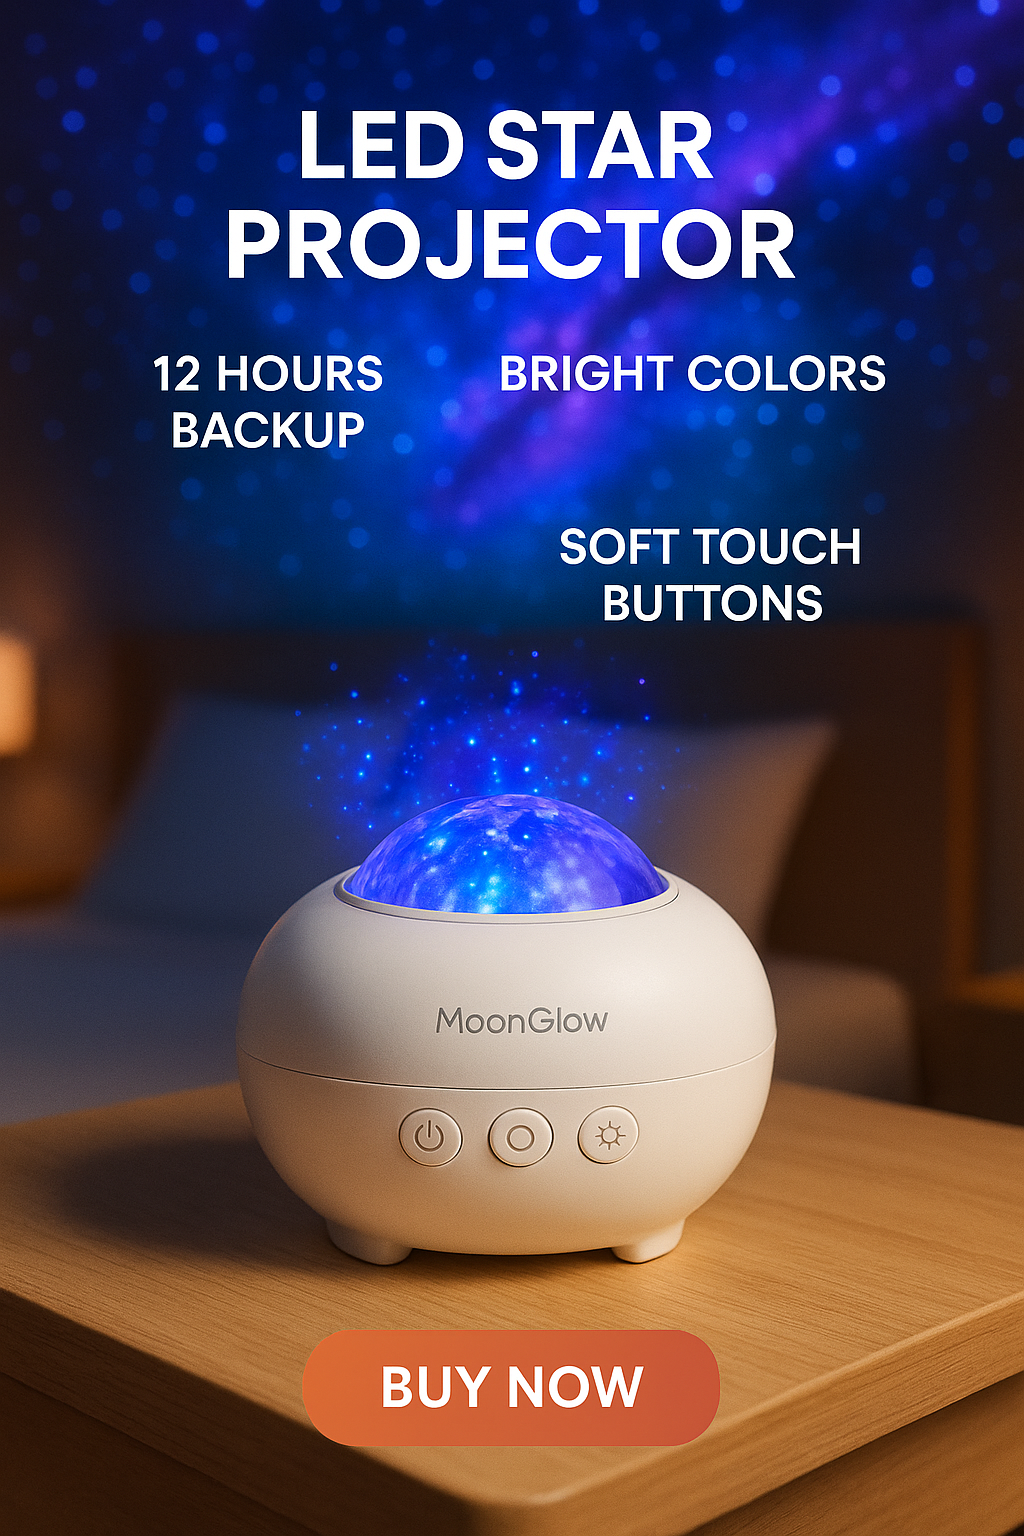 LED STAR
PROJECTOR
12 HOURS
BACKUP
BRIGHT COLORS
SOFT TOUCH
BUTTONS
MoonGlow
BUY NOW